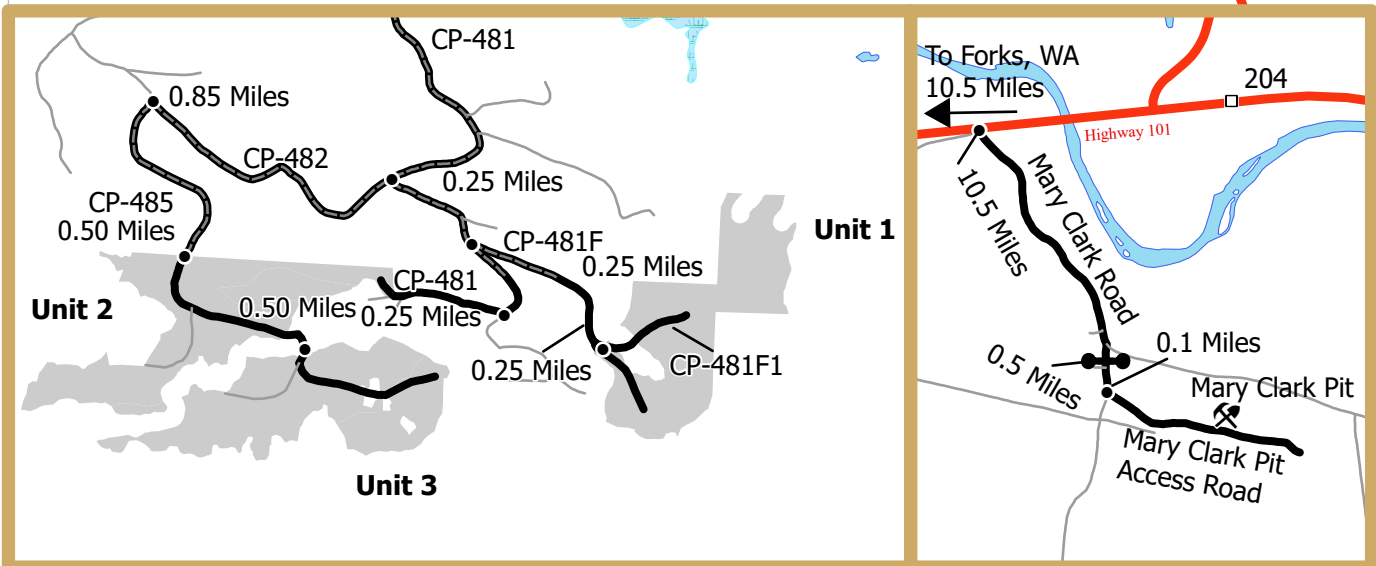 CP-481
0.85 Miles
CP-482
0.25 Miles
CP-485
0.50 Miles
CP-481F
0.25 Miles
Unit 1
CP-481
0.25 Miles
Unit 2
0.50 Miles
0.25 Miles
CP-481F1
Unit 3
To Forks, WA
10.5 Miles
204
Highway 101
Mary Clark Road
10.5 Miles
0.1 Miles
0.5 Miles
Mary Clark Pit
Mary Clark Pit
Access Road